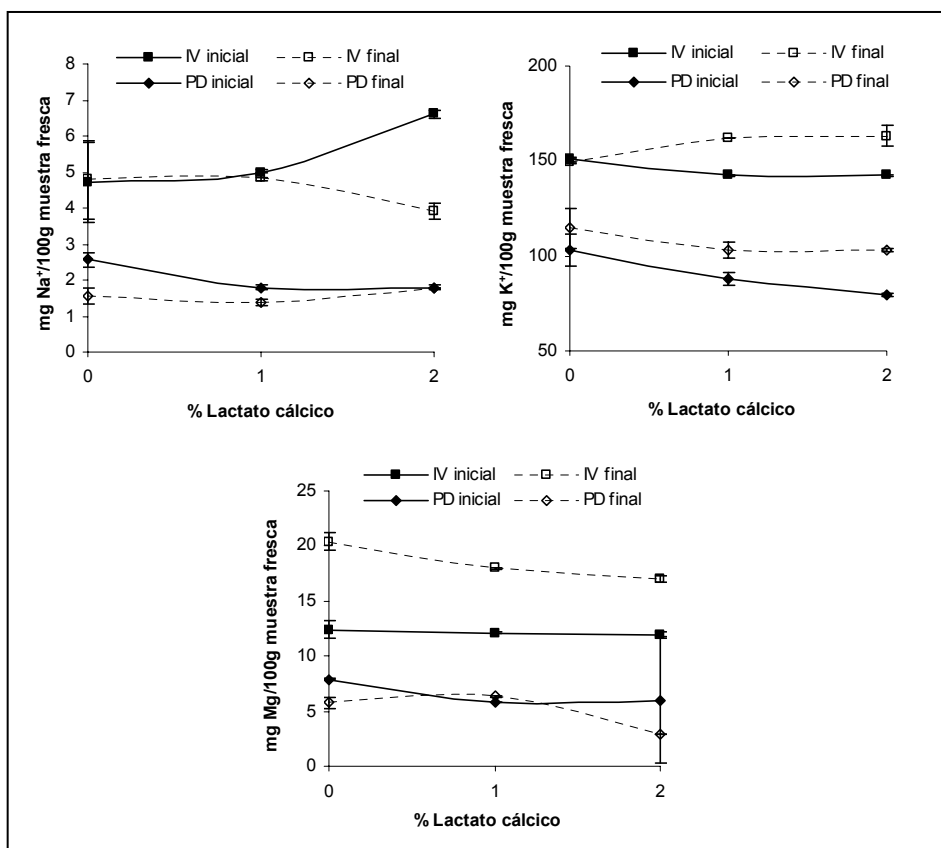 IV inicial IV final
PD inicial PD final
8
7
6
5
4
3
2
1
0
mg Na⁺/100g muestra fresca
0 1 2
% Lactato cálcico
IV inicial IV final
PD inicial PD final
200
150
100
50
mg K⁺/100g muestra fresca
0 1 2
% Lactato cálcico
IV inicial IV final
PD inicial PD final
25
20
15
10
5
0
mg Mg/100g muestra fresca
0 1 2
% Lactato cálcico